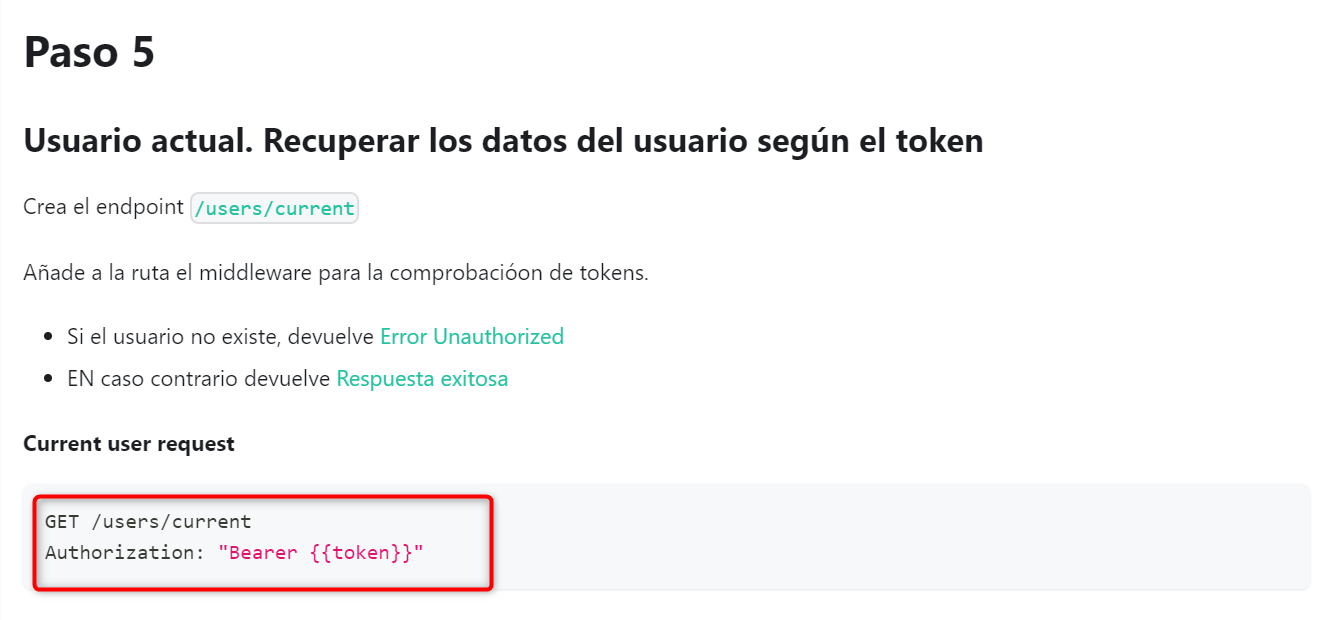 Paso 5
Usuario actual. Recuperar los datos del usuario según el token
Crea el endpoint /users/current
Añade a la ruta el middleware para la comprobacióon de tokens.
Si el usuario no existe, devuelve Error Unauthorized
EN caso contrario devuelve Respuesta exitosa
Current user request
GET /users/current
Authorization: "Bearer {{token}}"